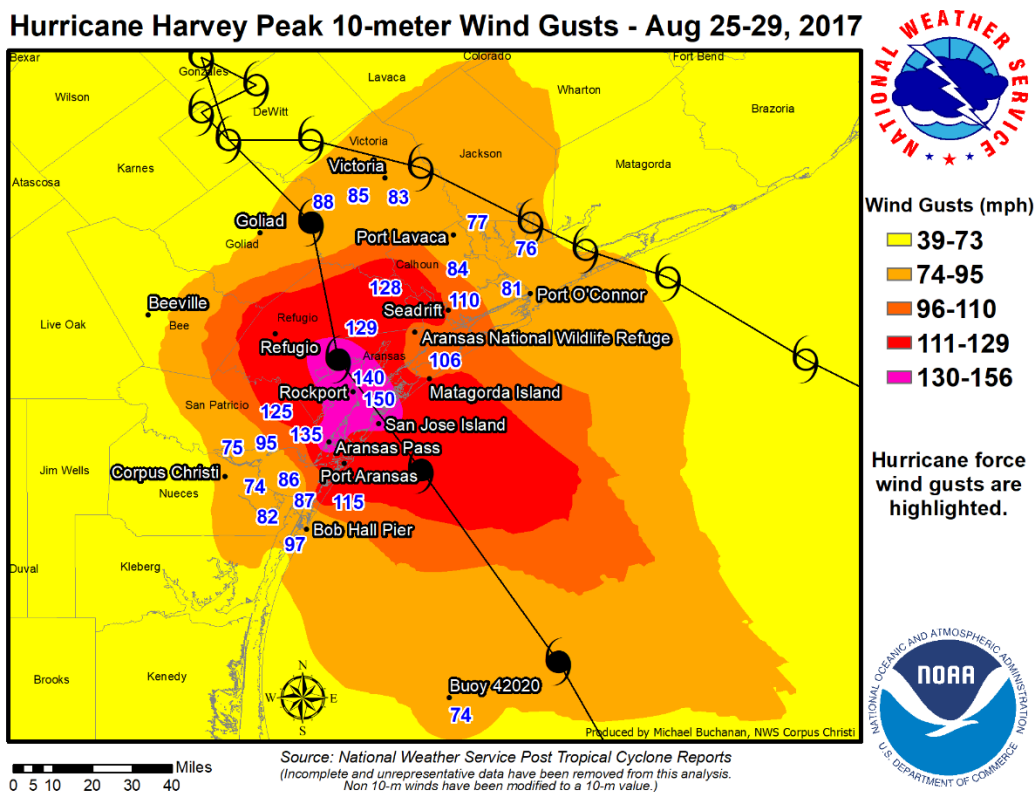 Hurricane Harvey Peak 10-meter Wind Gusts - Aug 25-29, 2017
Bexar
Gonzales
Lavaca
Colorado
Fort Bend
Wilson
DeWitt
Wharton
Brazoria
Karnes
Victoria
Jackson
Matagorda
Atascosa
Victoria
88
85
83
Goliad
Goliad
77
Port Lavaca
76
Calhoun
84
128
81
Port O'Connor
110
Seadrift
Beeville
Bee
Live Oak
Refugio
129
Aransas National Wildlife Refuge
Refugio
Aransas
106
140
Rockport
150
Matagorda Island
San Patricio
125
San Jose Island
135
75
95
Aransas Pass
Jim Wells
Corpus Christi
Port Aransas
Nueces
74
86
87
115
82
Bob Hall Pier
97
Duval
Kleberg
Brooks
Kenedy
N
W
E
S
Buoy 42020
74
Produced by Michael Buchanan, NWS Corpus Christi
NATIONAL WEATHER SERVICE
Wind Gusts (mph)
39-73
74-95
96-110
111-129
130-156
Hurricane force
wind gusts are
highlighted.
NATIONAL OCEANIC AND ATMOSPHERIC ADMINISTRATION
NOAA
U.S. DEPARTMENT OF COMMERCE
Miles
0 5 10 20 30 40
Source: National Weather Service Post Tropical Cyclone Reports
(Incomplete and unrepresentative data have been removed from this analysis.
Non 10-m winds have been modified to a 10-m value.)